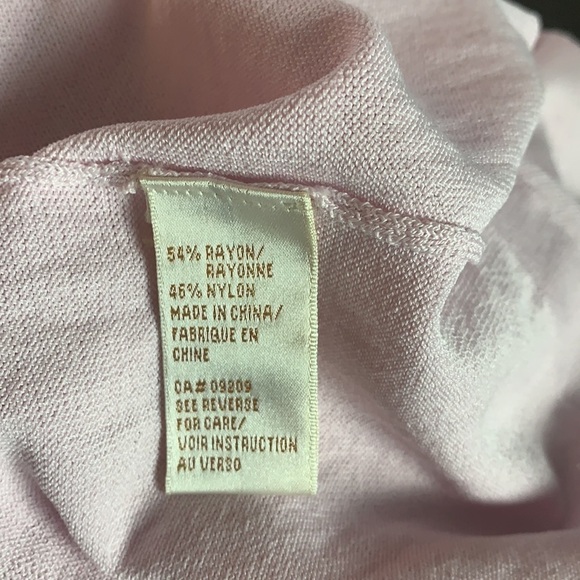 54% RAYON/
RAYONNE
46% NYLON
MADE IN CHINA/
FABRIQUE EN
CHINE
CA# 09209
SEE REVERSE
FOR CARE/
VOIR INSTRUCTION
AU VERSO